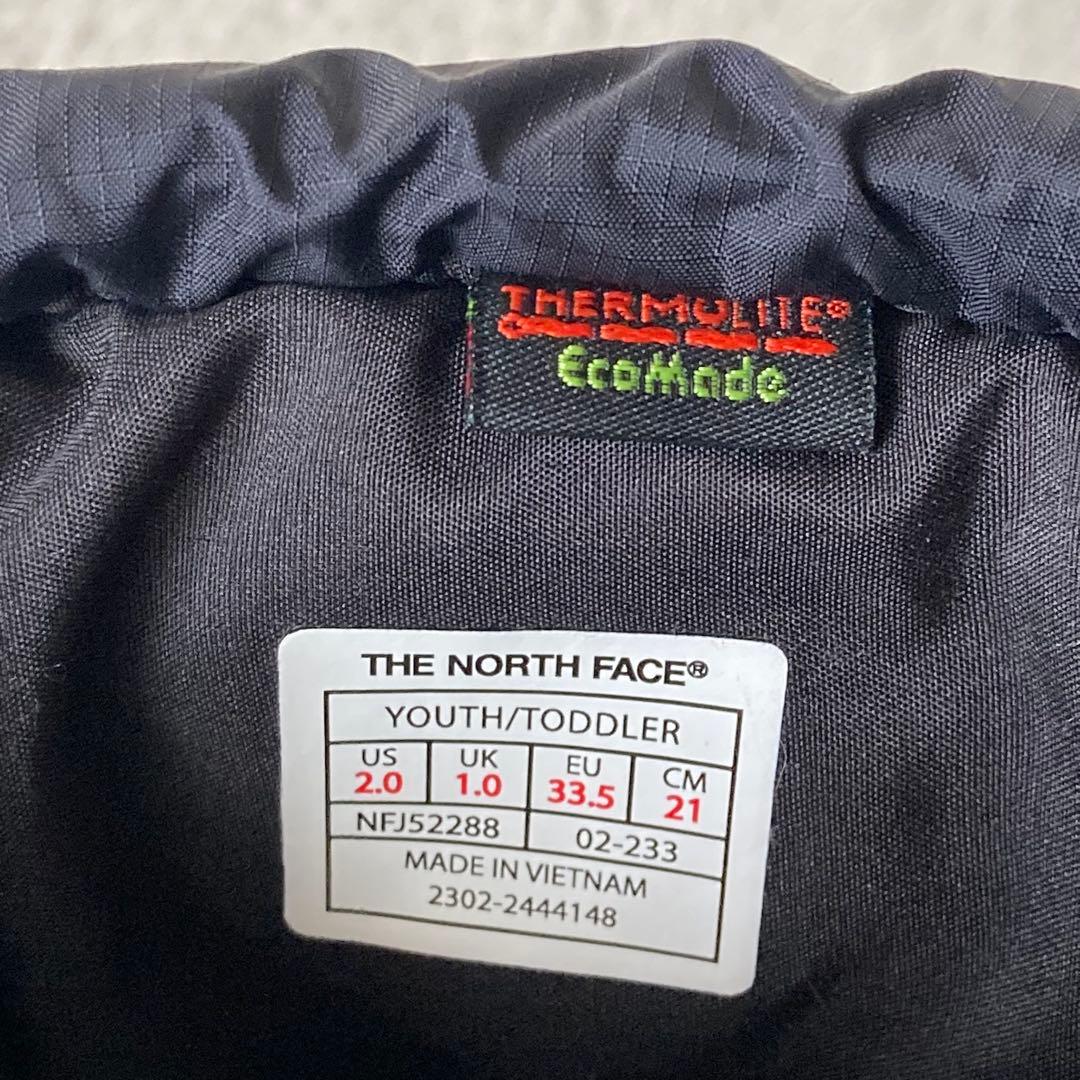 THERMOLITE®
EcoMade
THE NORTH FACE®
YOUTH/TODDLER
US UK EU CM
2.0 1.0 33.5 21
NFJ52288 02-233
MADE IN VIETNAM
2302-2444148